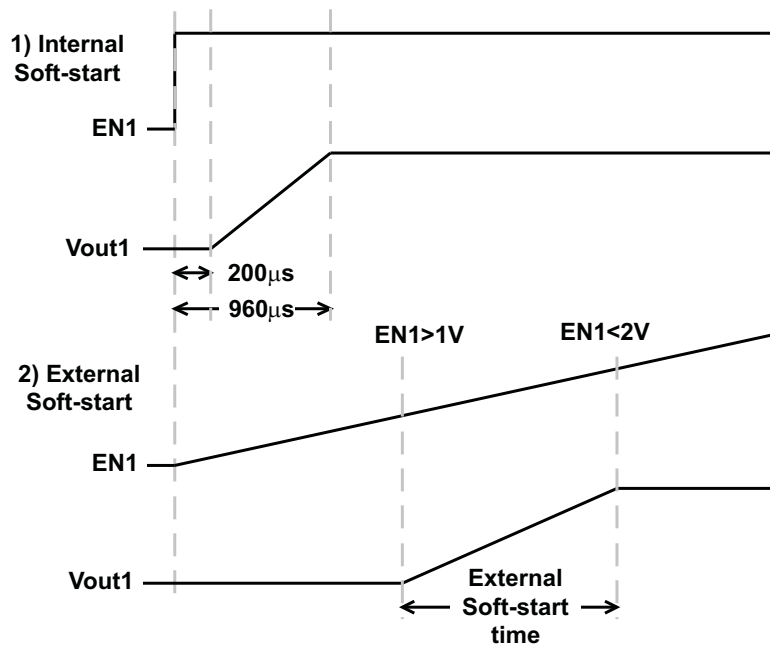 1) Internal
Soft-start
EN1
Vout1
200μs
960μs
EN1>1V
EN1<2V
2) External
Soft-start
EN1
Vout1
External
Soft-start
time